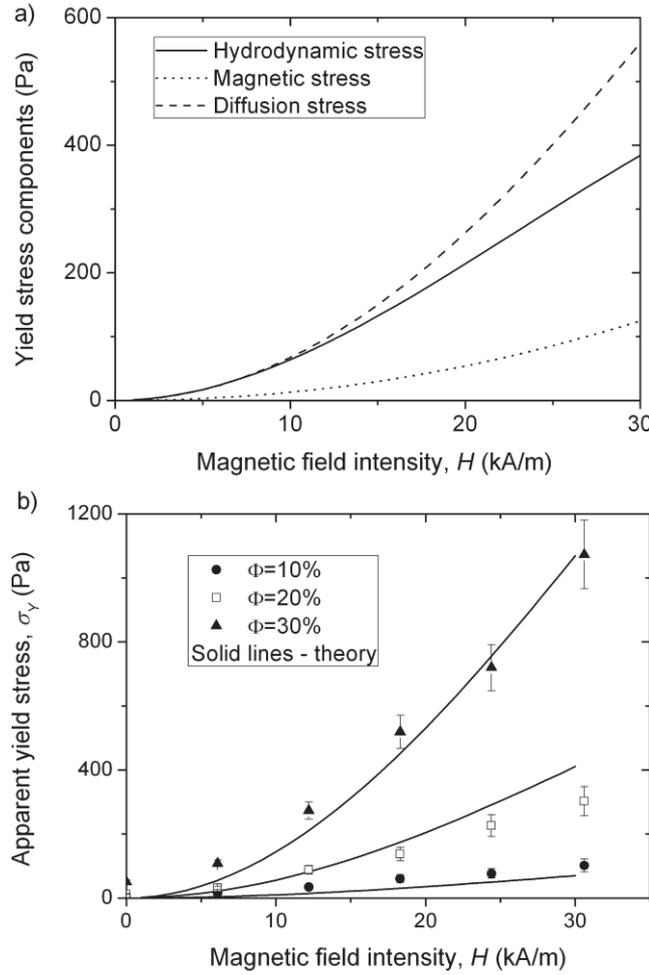 a)
600
400
200
0
Yield stress components (Pa)
Hydrodynamic stress
Magnetic stress
Diffusion stress
0 10 20 30
Magnetic field intensity, H (kA/m)
b)
1200
800
400
0
Apparent yield stress, σY (Pa)
Φ=10%
Φ=20%
Φ=30%
Solid lines - theory
0 10 20 30
Magnetic field intensity, H (kA/m)